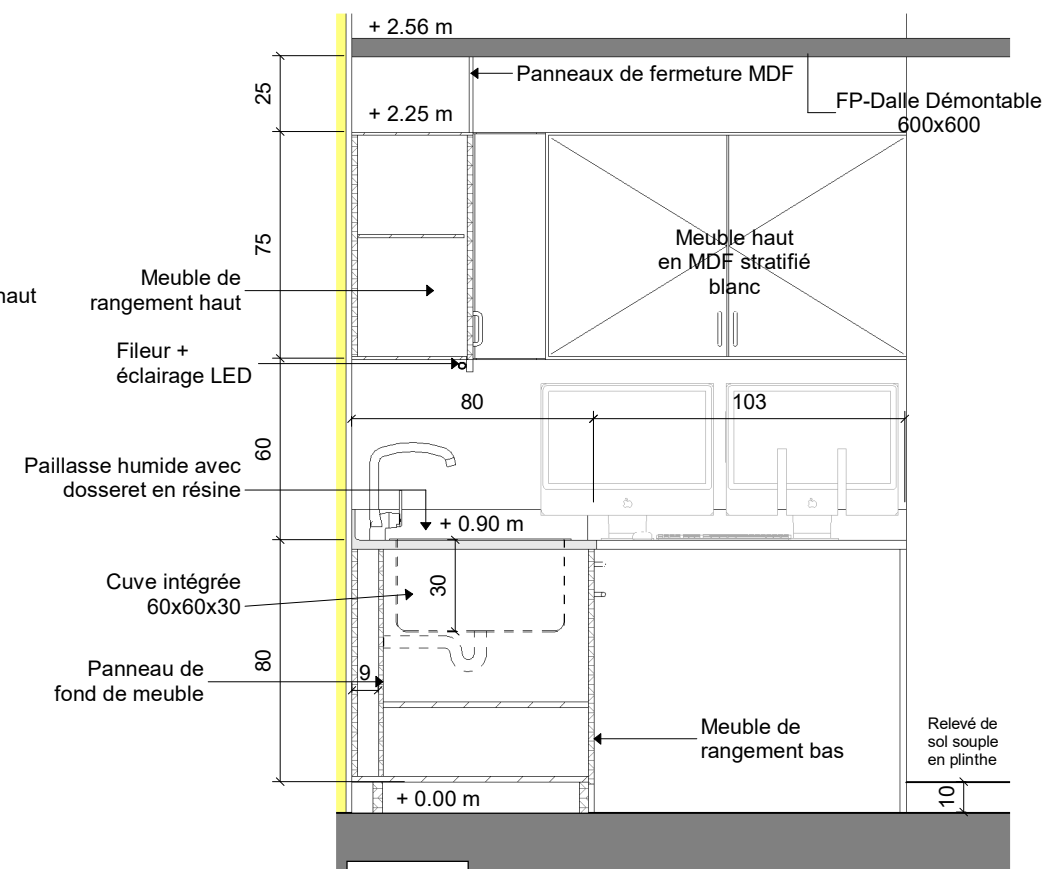 + 2.56 m
Panneaux de fermeture MDF
25
FP-Dalle Démontable
600x600
+ 2.25 m
75
Meuble haut
en MDF stratifié
blanc
Meuble de
rangement haut
haut
Fileur +
éclairage LED
80
103
60
Paillasse humide avec
dosseret en résine
+ 0.90 m
Cuve intégrée
60x60x30
30
80
Panneau de
fond de meuble
9
Meuble de
rangement bas
Relevé de
sol souple
en plinthe
+ 0.00 m
10